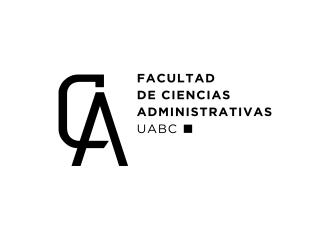 CA
FACULTAD
DE CIENCIAS
ADMINISTRATIVAS
UABC